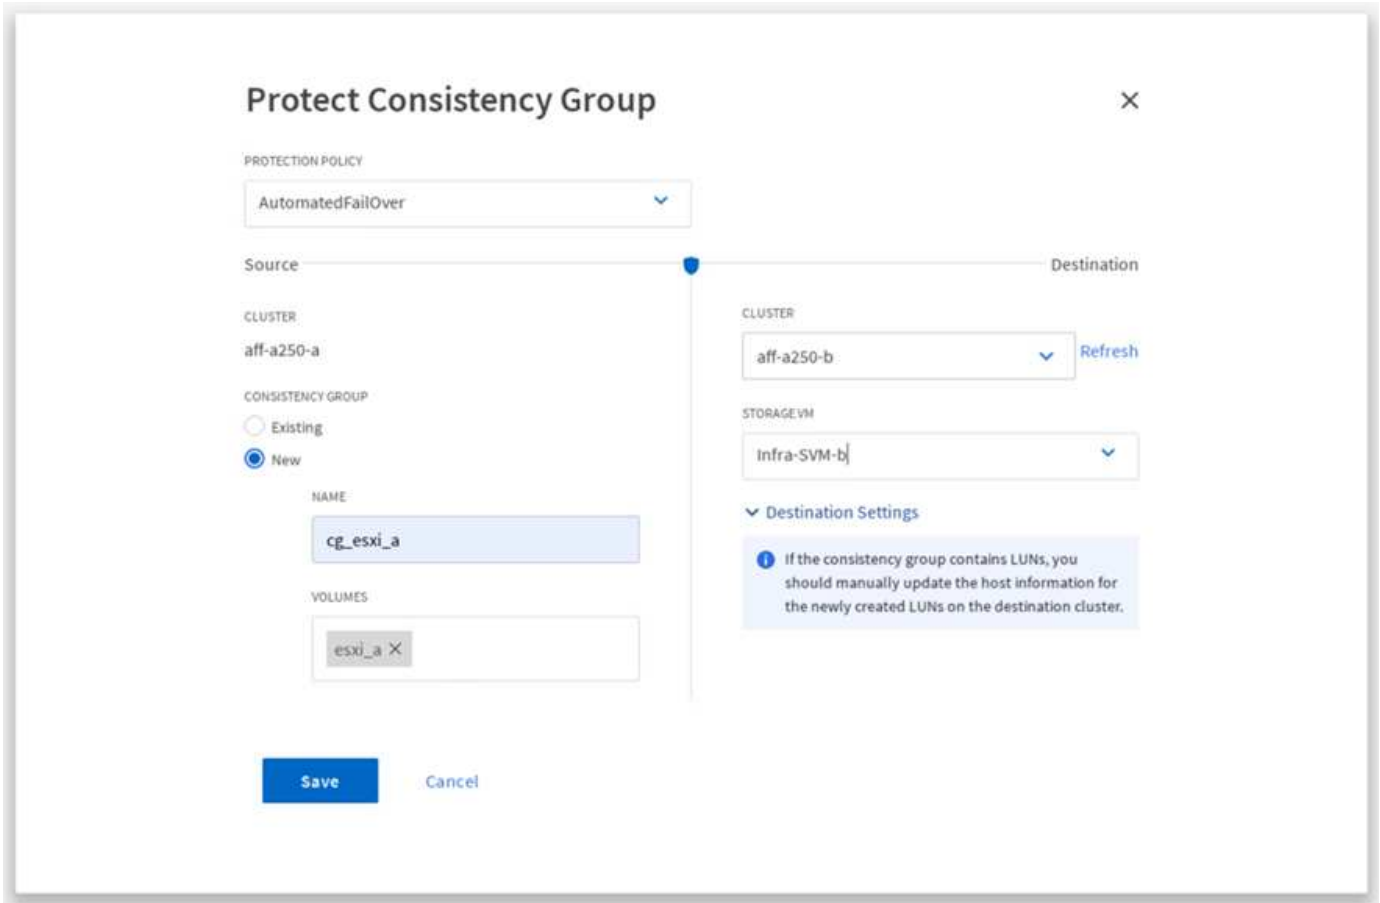 Protect Consistency Group
PROTECTION POLICY
AutomatedFailOver
Source
Destination
CLUSTER
aff-a250-a
CONSISTENCY GROUP
Existing
New
NAME
cg_esxi_a
VOLUMES
esxi_a
CLUSTER
aff-a250-b
Refresh
STORAGE VM
Infra-SVM-b
Destination Settings
If the consistency group contains LUNs, you
should manually update the host information for
the newly created LUNs on the destination cluster.
Save
Cancel